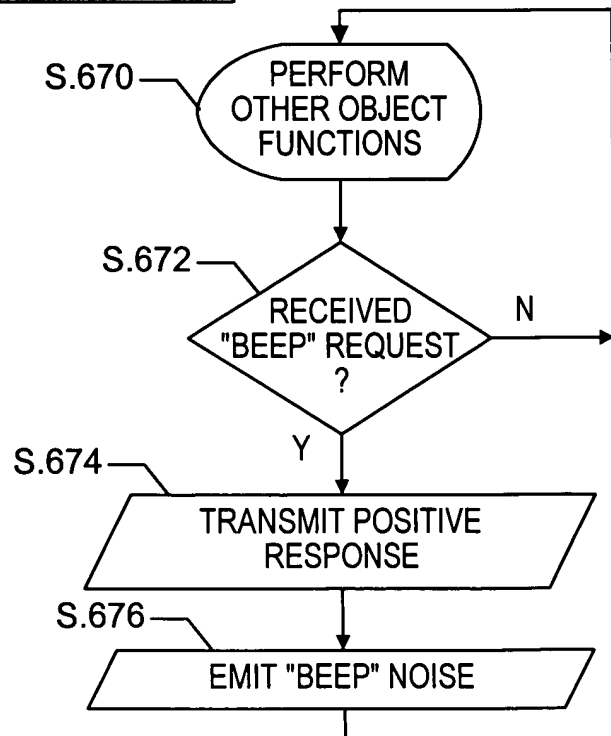 S.670
PERFORM
OTHER OBJECT
FUNCTIONS
S.672
RECEIVED
"BEEP" REQUEST
?
N
Y
S.674
TRANSMIT POSITIVE
RESPONSE
S.676
EMIT "BEEP" NOISE